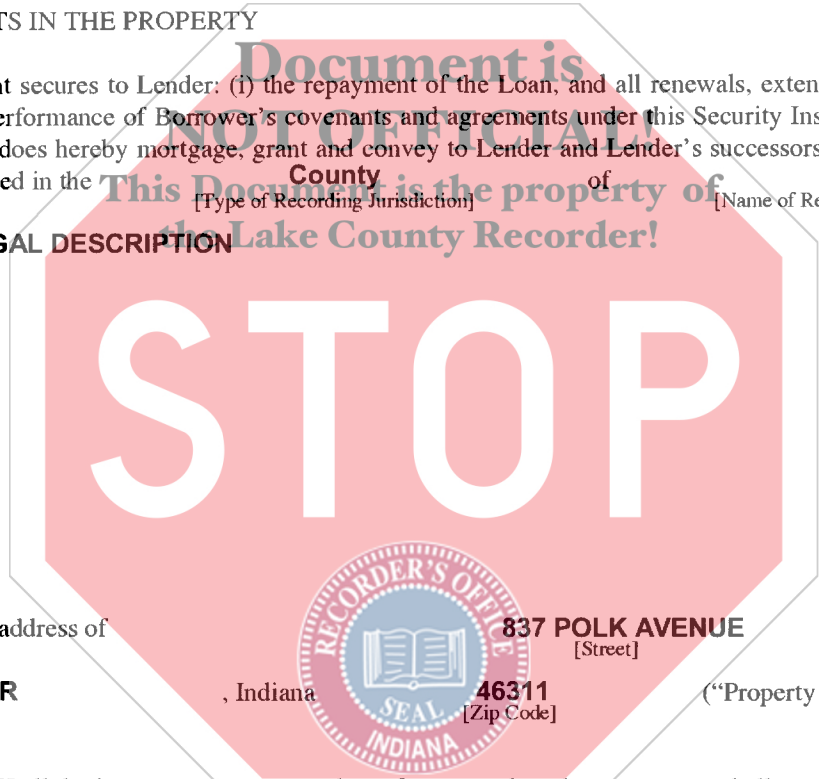 TS IN THE PROPERTY
Document is
nt secures to Lender: (i) the repayment of the Loan, and all renewals, exten
erformance of Borrower's covenants and agreements under this Security Ins
NOT OFFICIAL!
does hereby mortgage, grant and convey to Lender and Lender's successors
ed in the County of
This Document is the property of
[Type of Recording Jurisdiction] [Name of Re
GAL DESCRIPTION
the Lake County Recorder!
STOP
RECORDER'S OFFICE
address of 837 POLK AVENUE
[Street]
R , Indiana 46311 ("Property
[Zip Code]
SEAL
INDIANA